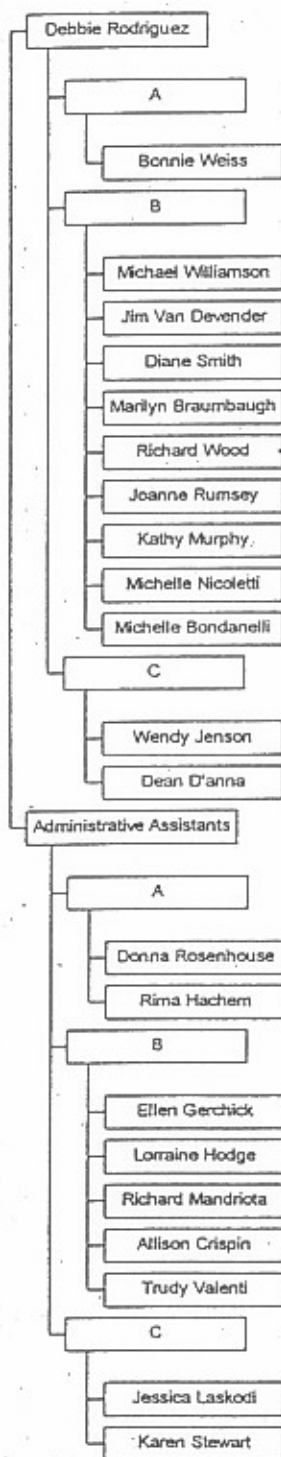 Debbie Rodriguez
A
Bonnie Weiss
B
Michael Williamson
Jim Van Devender
Diane Smith
Marilyn Braumbaugh
Richard Wood
Joanne Rumsey
Kathy Murphy
Michelle Nicoletti
Michelle Bondanelli
C
Wendy Jenson
Dean D'anna
Administrative Assistants
A
Donna Rosenhouse
Rima Hachem
B
Ellen Gerchick
Lorraine Hodge
Richard Mandriota
Allison Crispin
Trudy Valenti
C
Jessica Laskodi
Karen Stewart